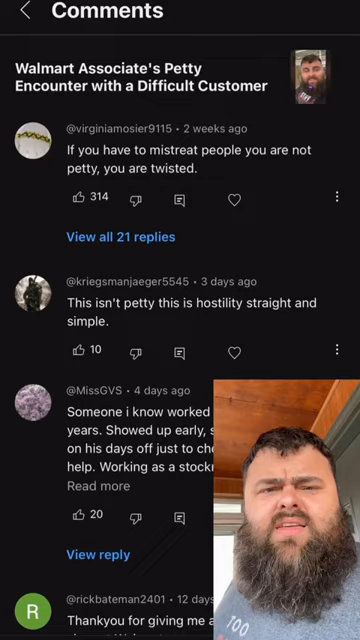 Comments
Walmart Associate's Petty
Encounter with a Difficult Customer
@virginiamosier9115 • 2 weeks ago
If you have to mistreat people you are not
petty, you are twisted.
314
View all 21 replies
@kriegsmanjaeger5545 • 3 days ago
This isn't petty this is hostility straight and
simple.
10
@MissGVS • 4 days ago
Someone i know worked
years. Showed up early,
on his days off just to
help. Working as a
Read more
20
View reply
R
@rickbateman2401 • 12 days
Thankyou for giving me
TOO